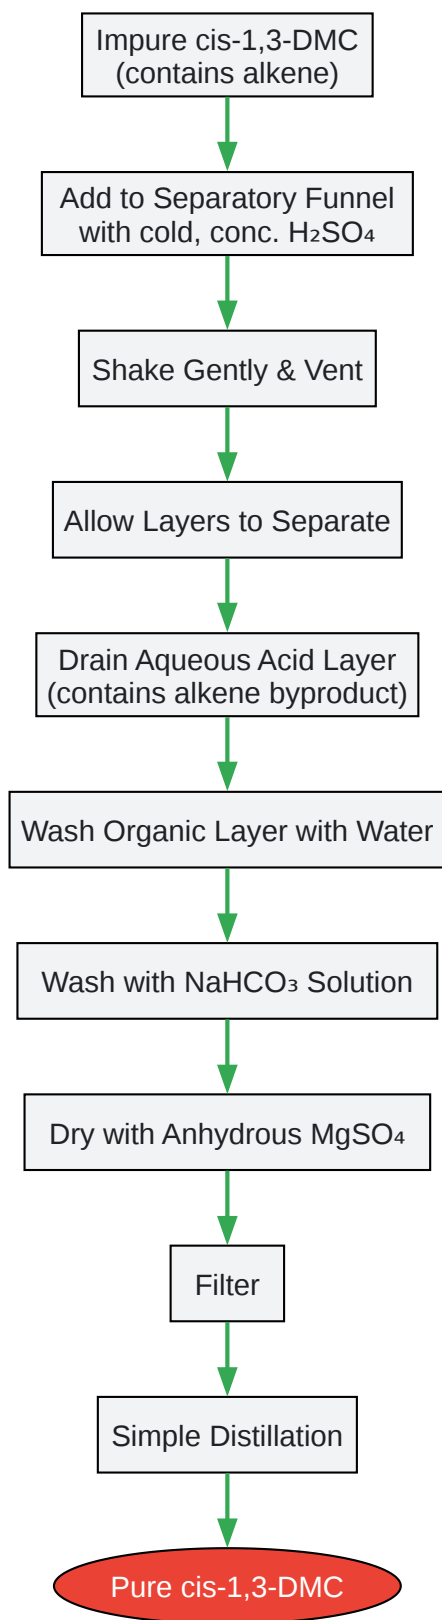 Impure cis-1,3-DMC
(contains alkene)
Add to Separatory Funnel
with cold, conc. H₂SO₄
Shake Gently & Vent
Allow Layers to Separate
Drain Aqueous Acid Layer
(contains alkene byproduct)
Wash Organic Layer with Water
Wash with NaHCO₃ Solution
Dry with Anhydrous MgSO₄
Filter
Simple Distillation
Pure cis-1,3-DMC